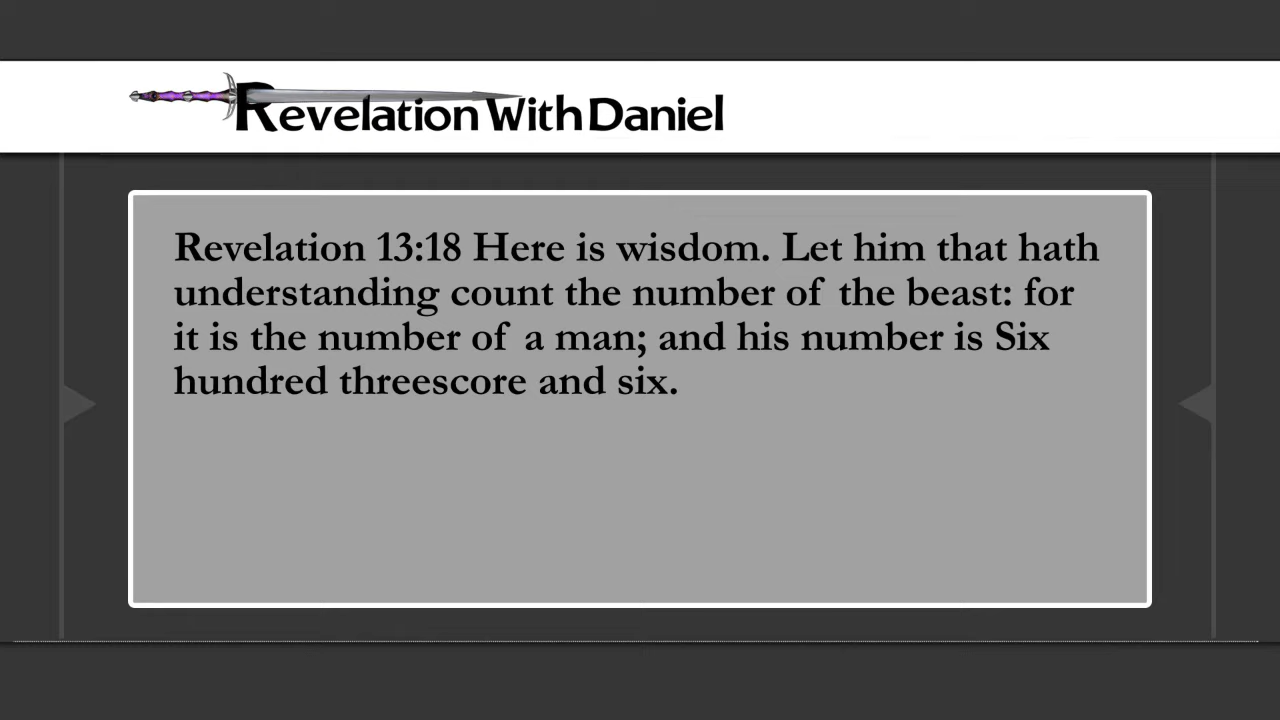 Revelation With Daniel
Revelation 13:18 Here is wisdom. Let him that hath
understanding count the number of the beast: for
it is the number of a man; and his number is Six
hundred threescore and six.